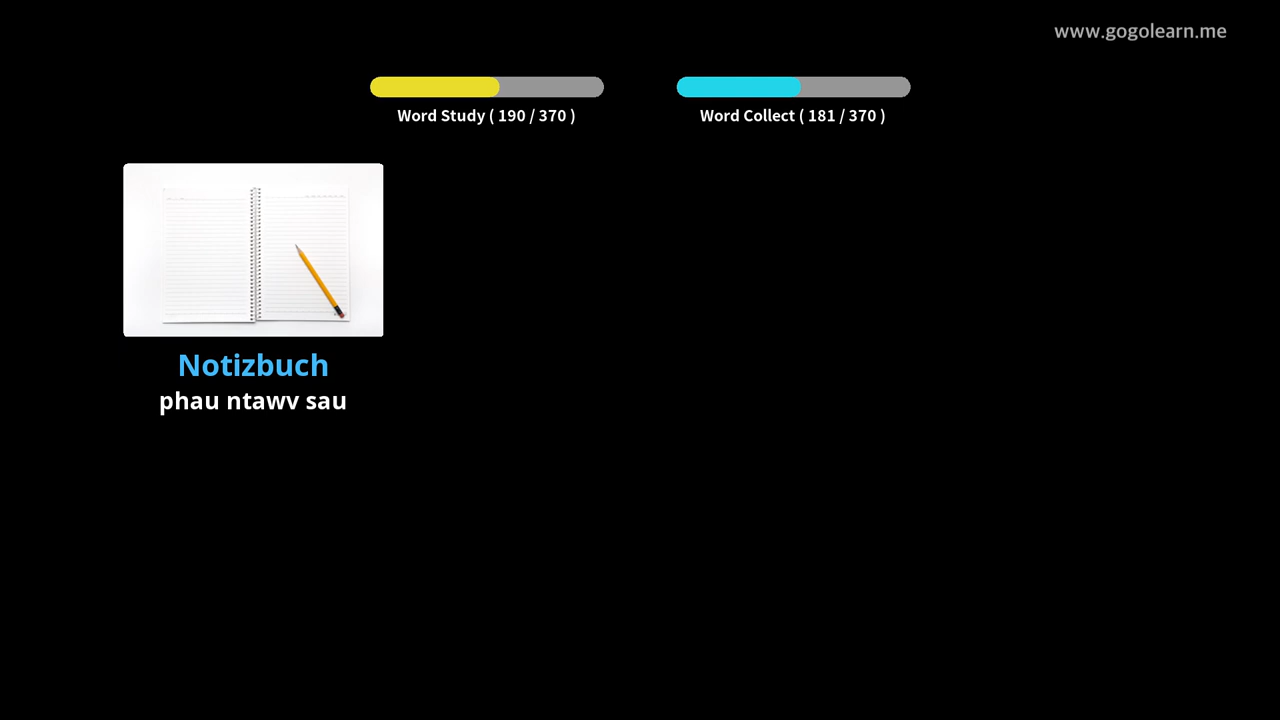 www.gogolearn.me
Word Study ( 190 / 370 )
Word Collect ( 181 / 370 )
Notizbuch
phau ntawv sau